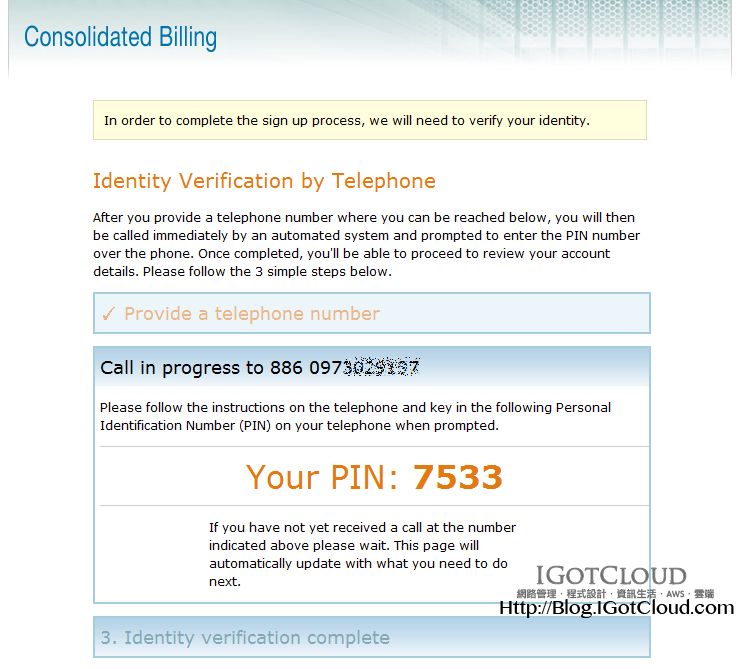 Consolidated Billing
In order to complete the sign up process, we will need to verify your identity.
Identity Verification by Telephone
After you provide a telephone number where you can be reached below, you will then
be called immediately by an automated system and prompted to enter the PIN number
over the phone. Once completed, you'll be able to proceed to review your account
details. Please follow the 3 simple steps below.
✓ Provide a telephone number
Call in progress to 886
Please follow the instructions on the telephone and key in the following Personal
Identification Number (PIN) on your telephone when prompted.
Your PIN: 7533
If you have not yet received a call at the number
indicated above please wait. This page will
automatically update with what you need to do
next.
IGotCloud
網路管理・程式設計・資訊生活・AWS・雲端
Http://Blog.IGotCloud.com
3. Identity verification complete